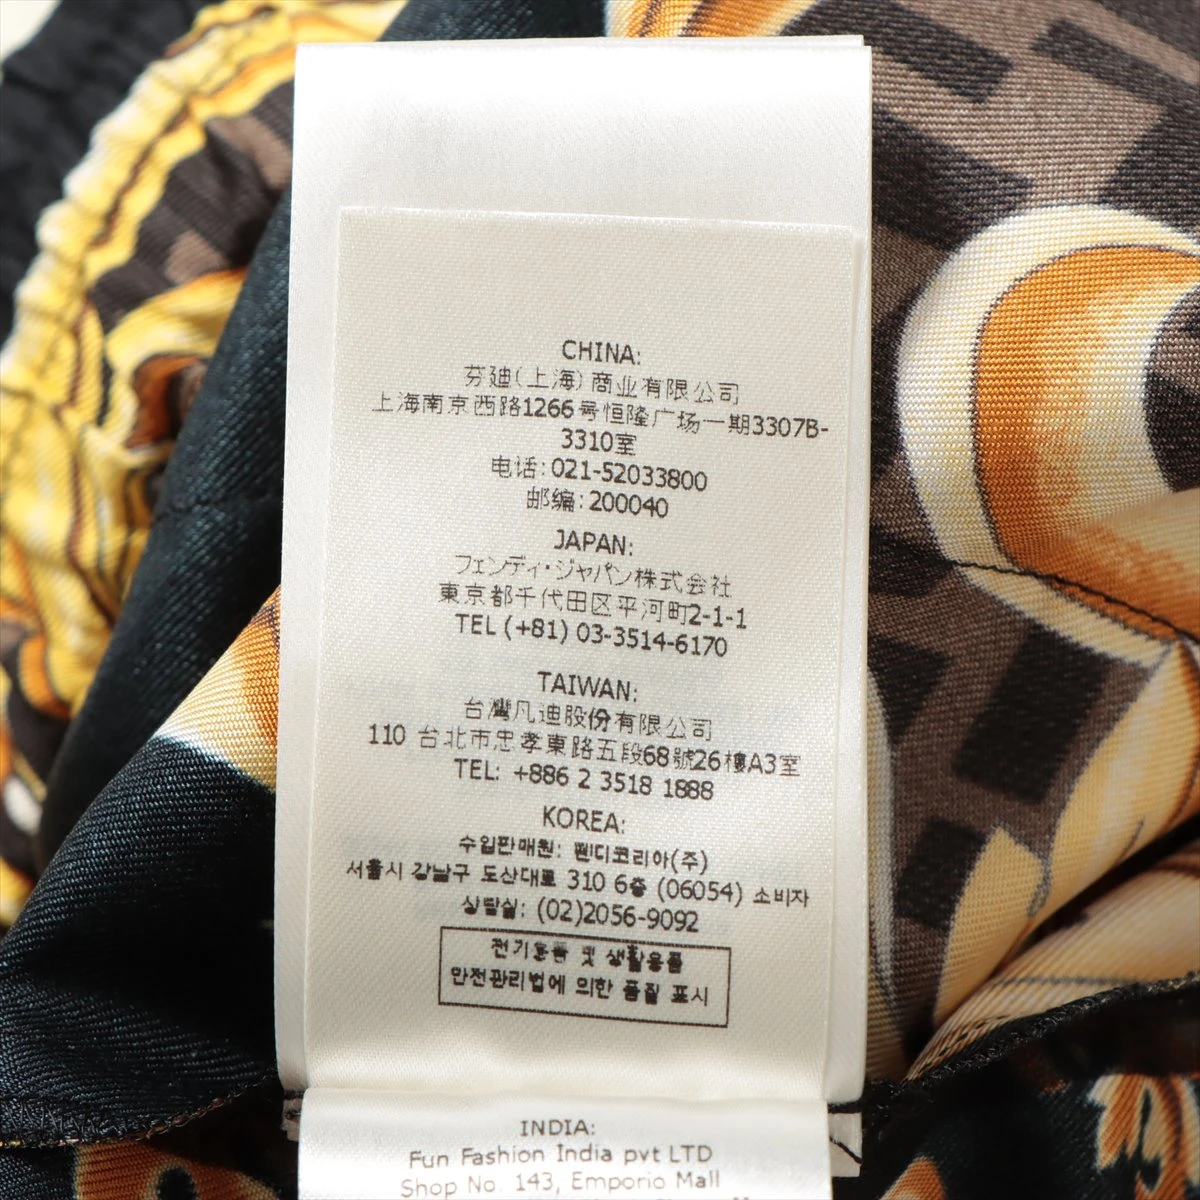 CHINA:
芬廸(上海)商业有限公司
上海南京西路1266号恒隆广场一期3307B-
3310室
电话:021-52033800
邮编:200040
JAPAN:
フェンディ・ジャパン株式会社
東京都千代田区平河町2-1-1
TEL (+81) 03-3514-6170
TAIWAN:
台灣凡迪股份有限公司
110 台北市忠孝東路五段68號26樓A3室
TEL: +886 2 3518 1888
KOREA:
수입판매원: 펜디코리아(주)
서울시 강남구 도산대로 310 6층 (06054) 소비자
상담실: (02)2056-9092
전기용품 및 생활용품
안전관리법에 의한 품질 표시
INDIA:
Fun Fashion India pvt LTD
Shop No. 143, Emporio Mall